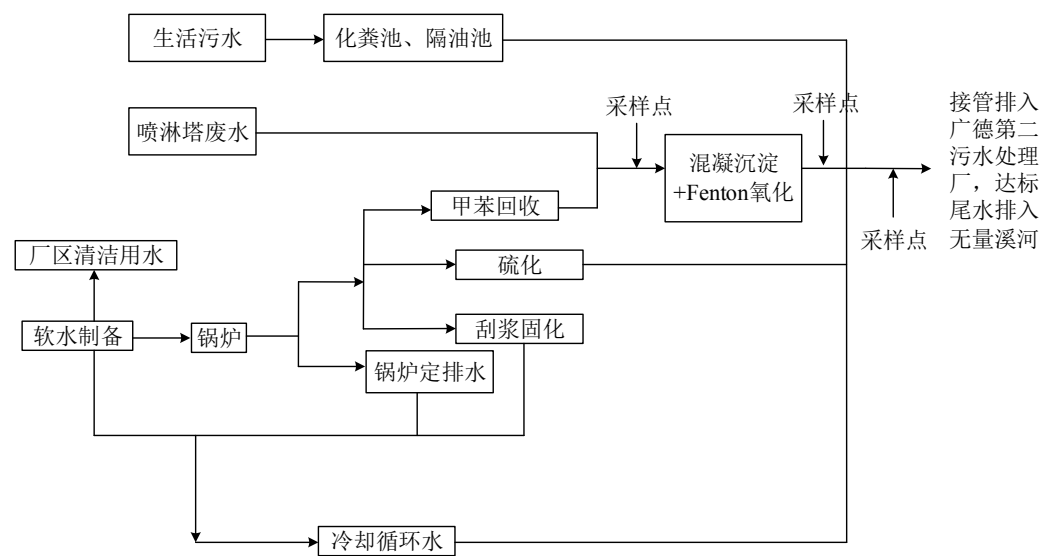 生活污水
化粪池、隔油池
采样点
采样点
接管排入
广德第二
污水处理
厂，达标
尾水排入
无量溪河
喷淋塔废水
混凝沉淀
+Fenton氧化
甲苯回收
采样点
厂区清洁用水
硫化
软水制备
锅炉
刮浆固化
锅炉定排水
冷却循环水